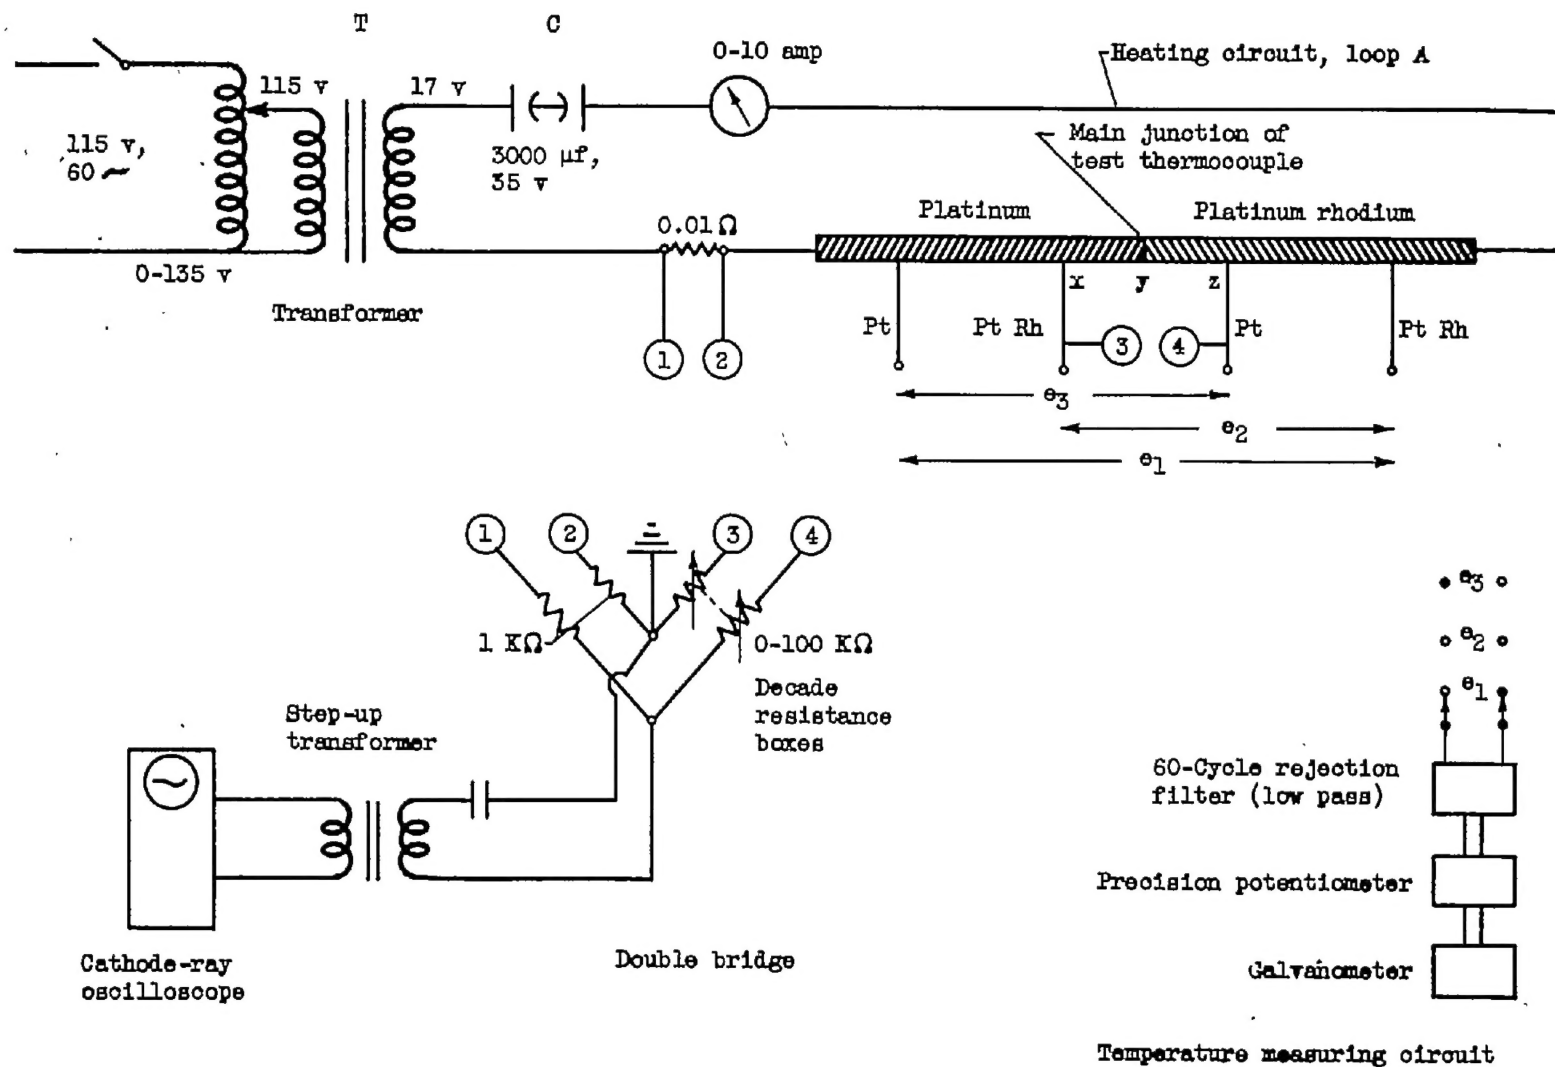 T
C
0-10 amp
Heating circuit, loop A
115 v
17 v
115 v,
60 ~
3000 μf,
35 v
Main junction of
test thermocouple
Platinum
Platinum rhodium
0.01 Ω
0-135 v
Transformer
x
y
z
Pt
Pt Rh
3
4
Pt
Pt Rh
1
2
e3
e2
e1
1
2
3
4
1 KΩ
0-100 KΩ
Decade
resistance
boxes
Step-up
transformer
e3
e2
e1
60-Cycle rejection
filter (low pass)
Precision potentiometer
Galvanometer
Cathode-ray
oscilloscope
Double bridge
Temperature measuring circuit